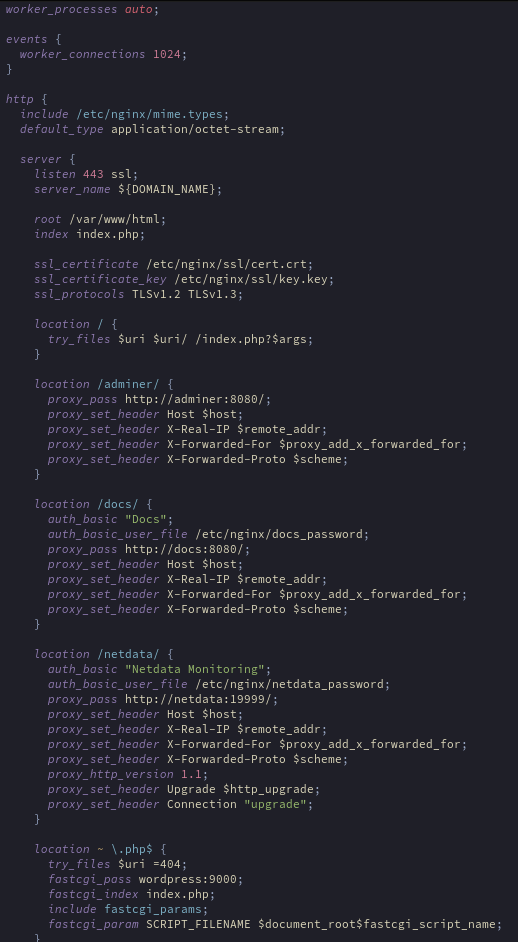 worker_processes auto;

events {
  worker_connections 1024;
}

http {
  include /etc/nginx/mime.types;
  default_type application/octet-stream;

  server {
    listen 443 ssl;
    server_name ${DOMAIN_NAME};

    root /var/www/html;
    index index.php;

    ssl_certificate /etc/nginx/ssl/cert.crt;
    ssl_certificate_key /etc/nginx/ssl/key.key;
    ssl_protocols TLSv1.2 TLSv1.3;

    location / {
      try_files $uri $uri/ /index.php?$args;
    }

    location /adminer/ {
      proxy_pass http://adminer:8080/;
      proxy_set_header Host $host;
      proxy_set_header X-Real-IP $remote_addr;
      proxy_set_header X-Forwarded-For $proxy_add_x_forwarded_for;
      proxy_set_header X-Forwarded-Proto $scheme;
    }

    location /docs/ {
      auth_basic "Docs";
      auth_basic_user_file /etc/nginx/docs_password;
      proxy_pass http://docs:8080/;
      proxy_set_header Host $host;
      proxy_set_header X-Real-IP $remote_addr;
      proxy_set_header X-Forwarded-For $proxy_add_x_forwarded_for;
      proxy_set_header X-Forwarded-Proto $scheme;
    }

    location /netdata/ {
      auth_basic "Netdata Monitoring";
      auth_basic_user_file /etc/nginx/netdata_password;
      proxy_pass http://netdata:19999/;
      proxy_set_header Host $host;
      proxy_set_header X-Real-IP $remote_addr;
      proxy_set_header X-Forwarded-For $proxy_add_x_forwarded_for;
      proxy_set_header X-Forwarded-Proto $scheme;
      proxy_http_version 1.1;
      proxy_set_header Upgrade $http_upgrade;
      proxy_set_header Connection "upgrade";
    }

    location ~ \.php$ {
      try_files $uri =404;
      fastcgi_pass wordpress:9000;
      fastcgi_index index.php;
      include fastcgi_params;
      fastcgi_param SCRIPT_FILENAME $document_root$fastcgi_script_name;
    }